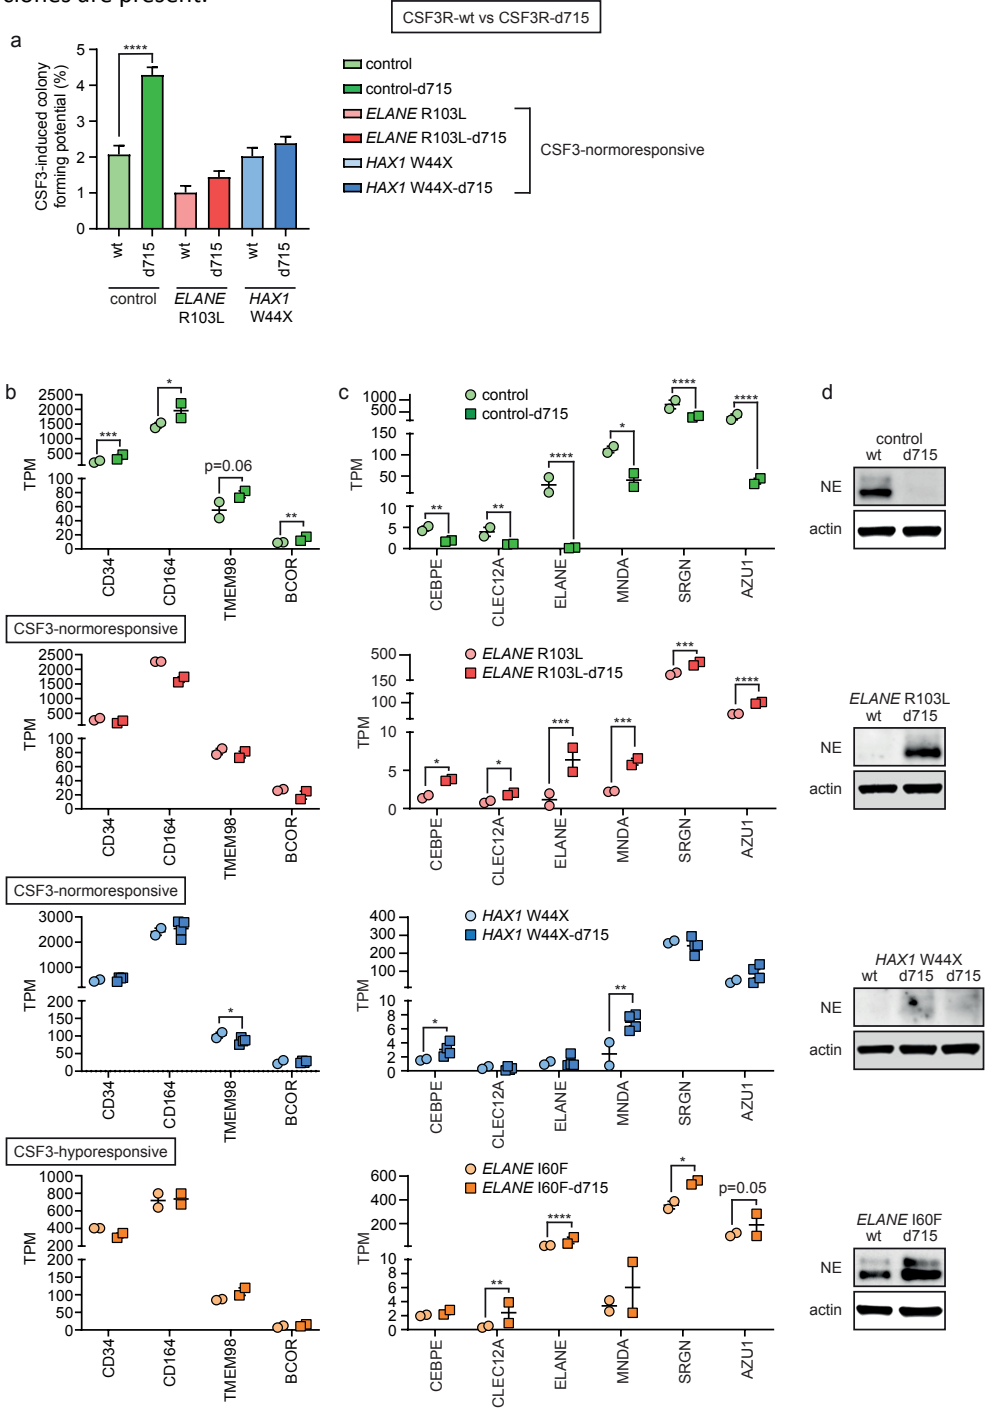 clones are present.
CSF3R-wt vs CSF3R-d715
a
CSF3-induced colony
forming potential (%)
5
4
3
2
1
0
****
wt
d715
wt
d715
wt
d715
control
ELANE
R103L
HAX1
W44X
control
control-d715
ELANE R103L
ELANE R103L-d715
HAX1 W44X
HAX1 W44X-d715
CSF3-normoresponsive
b
TPM
2500
2000
1500
1000
500
100
80
60
40
20
0
***
*
p=0.06
**
CD34
CD164
TMEM98
BCOR
c
control
control-d715
TPM
1000
500
150
100
50
10
5
0
**
**
****
*
****
****
CEBPE
CLEC12A
ELANE
MNDA
SRGN
AZU1
d
control
wt d715
NE
actin
CSF3-normoresponsive
TPM
2500
2000
1500
1000
500
80
60
40
20
0
CD34
CD164
TMEM98
BCOR
ELANE R103L
ELANE R103L-d715
TPM
500
150
100
10
5
0
*
*
***
***
***
****
CEBPE
CLEC12A
ELANE
MNDA
SRGN
AZU1
ELANE R103L
wt d715
NE
actin
CSF3-normoresponsive
TPM
3000
2000
1000
200
150
100
50
0
*
CD34
CD164
TMEM98
BCOR
HAX1 W44X
HAX1 W44X-d715
TPM
400
300
200
100
10
8
6
4
2
0
*
**
CEBPE
CLEC12A
ELANE
MNDA
SRGN
AZU1
HAX1 W44X
wt d715 d715
NE
actin
CSF3-hyporesponsive
TPM
1000
800
600
400
200
200
150
100
50
0
CD34
CD164
TMEM98
BCOR
ELANE I60F
ELANE I60F-d715
TPM
600
400
200
10
8
6
4
2
0
**
****
*
p=0.05
CEBPE
CLEC12A
ELANE
MNDA
SRGN
AZU1
ELANE I60F
wt d715
NE
actin